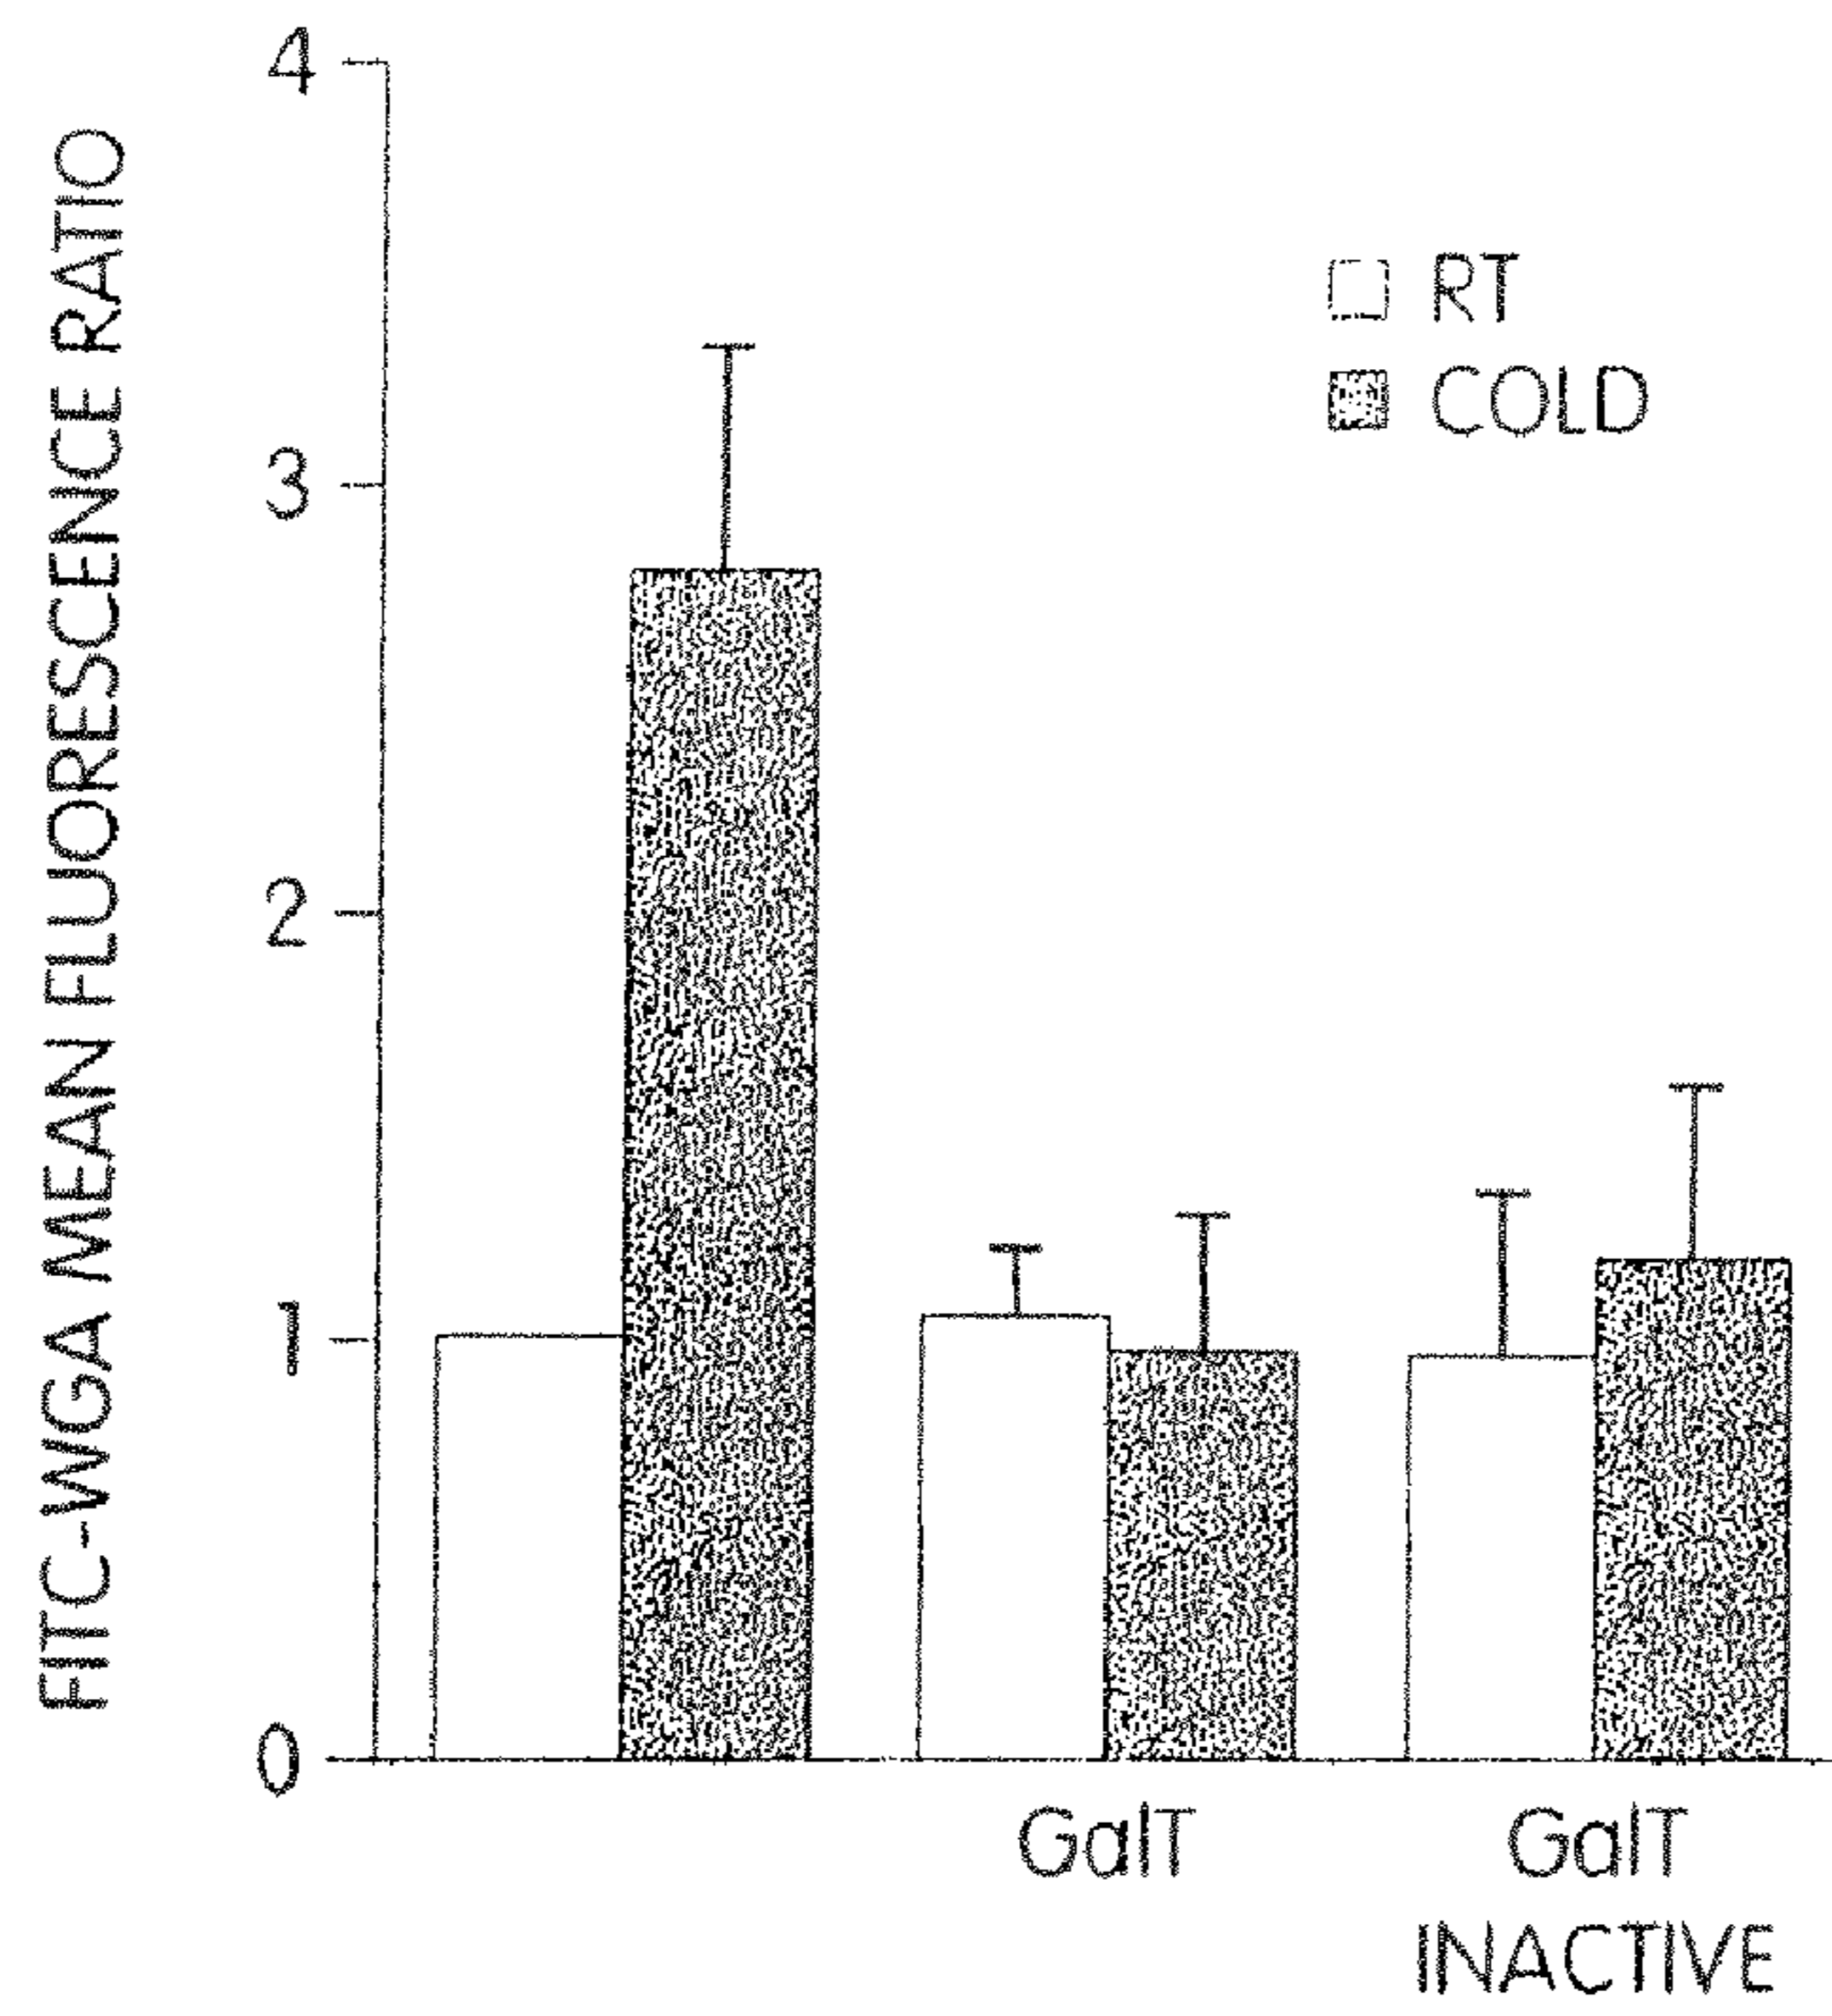 FITC-WGA MEAN FLUORESCENCE RATIO
4
3
2
1
0
RT
COLD
GalT
GalT
INACTIVE